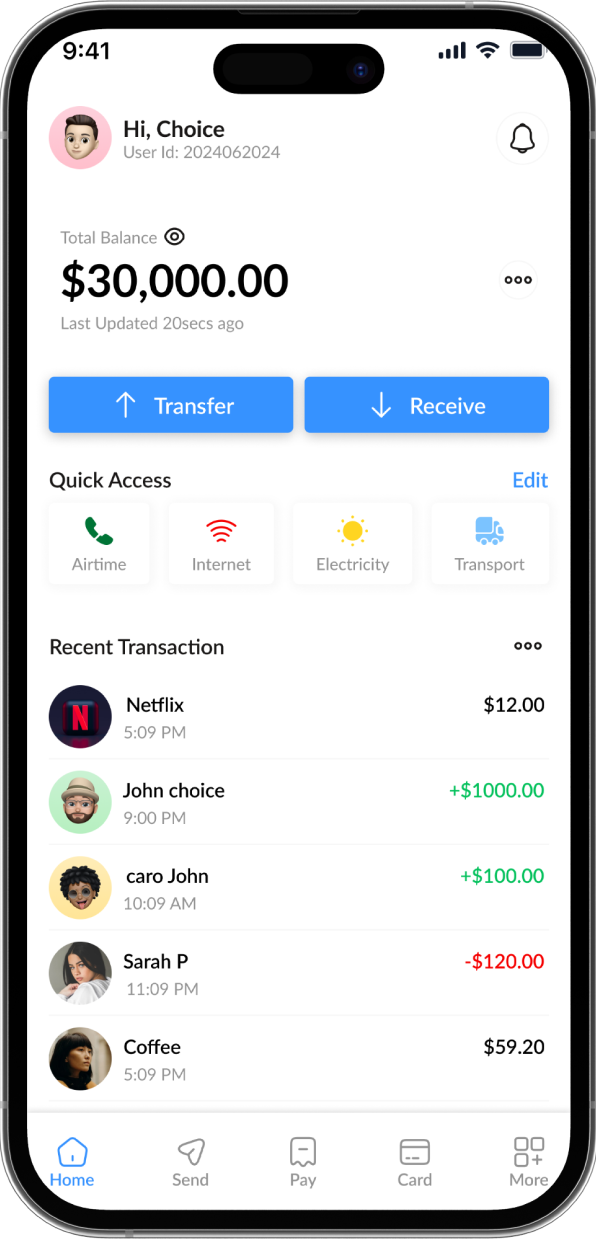 9:41
Hi, Choice
User Id: 2024062024
Total Balance
$30,000.00
Last Updated 20secs ago
Transfer
Receive
Quick Access
Edit
Airtime
Internet
Electricity
Transport
Recent Transaction
N
Netflix
$12.00
5:09 PM
John choice
+$1000.00
9:00 PM
caro John
+$100.00
10:09 AM
Sarah P
-$120.00
11:09 PM
Coffee
$59.20
5:09 PM
Home
Send
Pay
Card
More